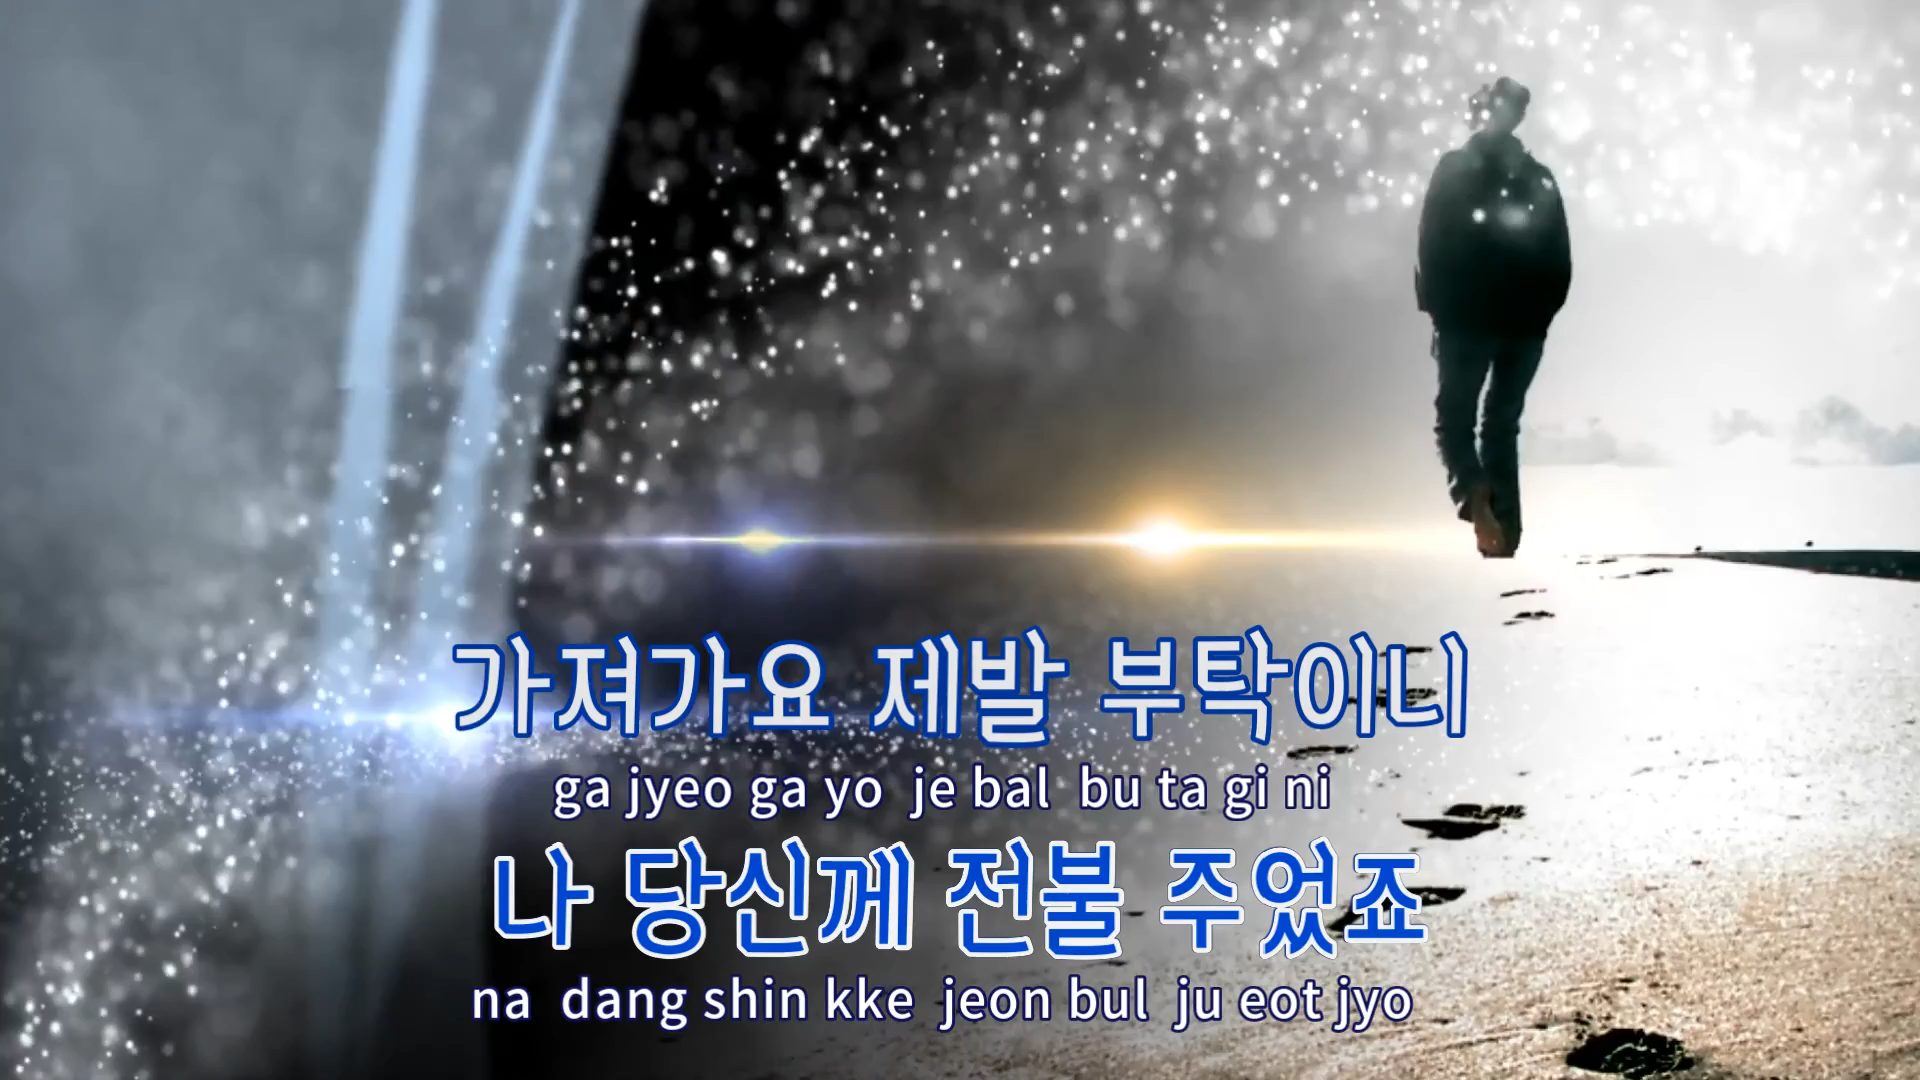 가져가요 제발 부탁이니
ga jyeo ga yo je bal bu ta gi ni
나 당신께 전불 주었죠
na dang shin kke jeon bul ju eot jyo